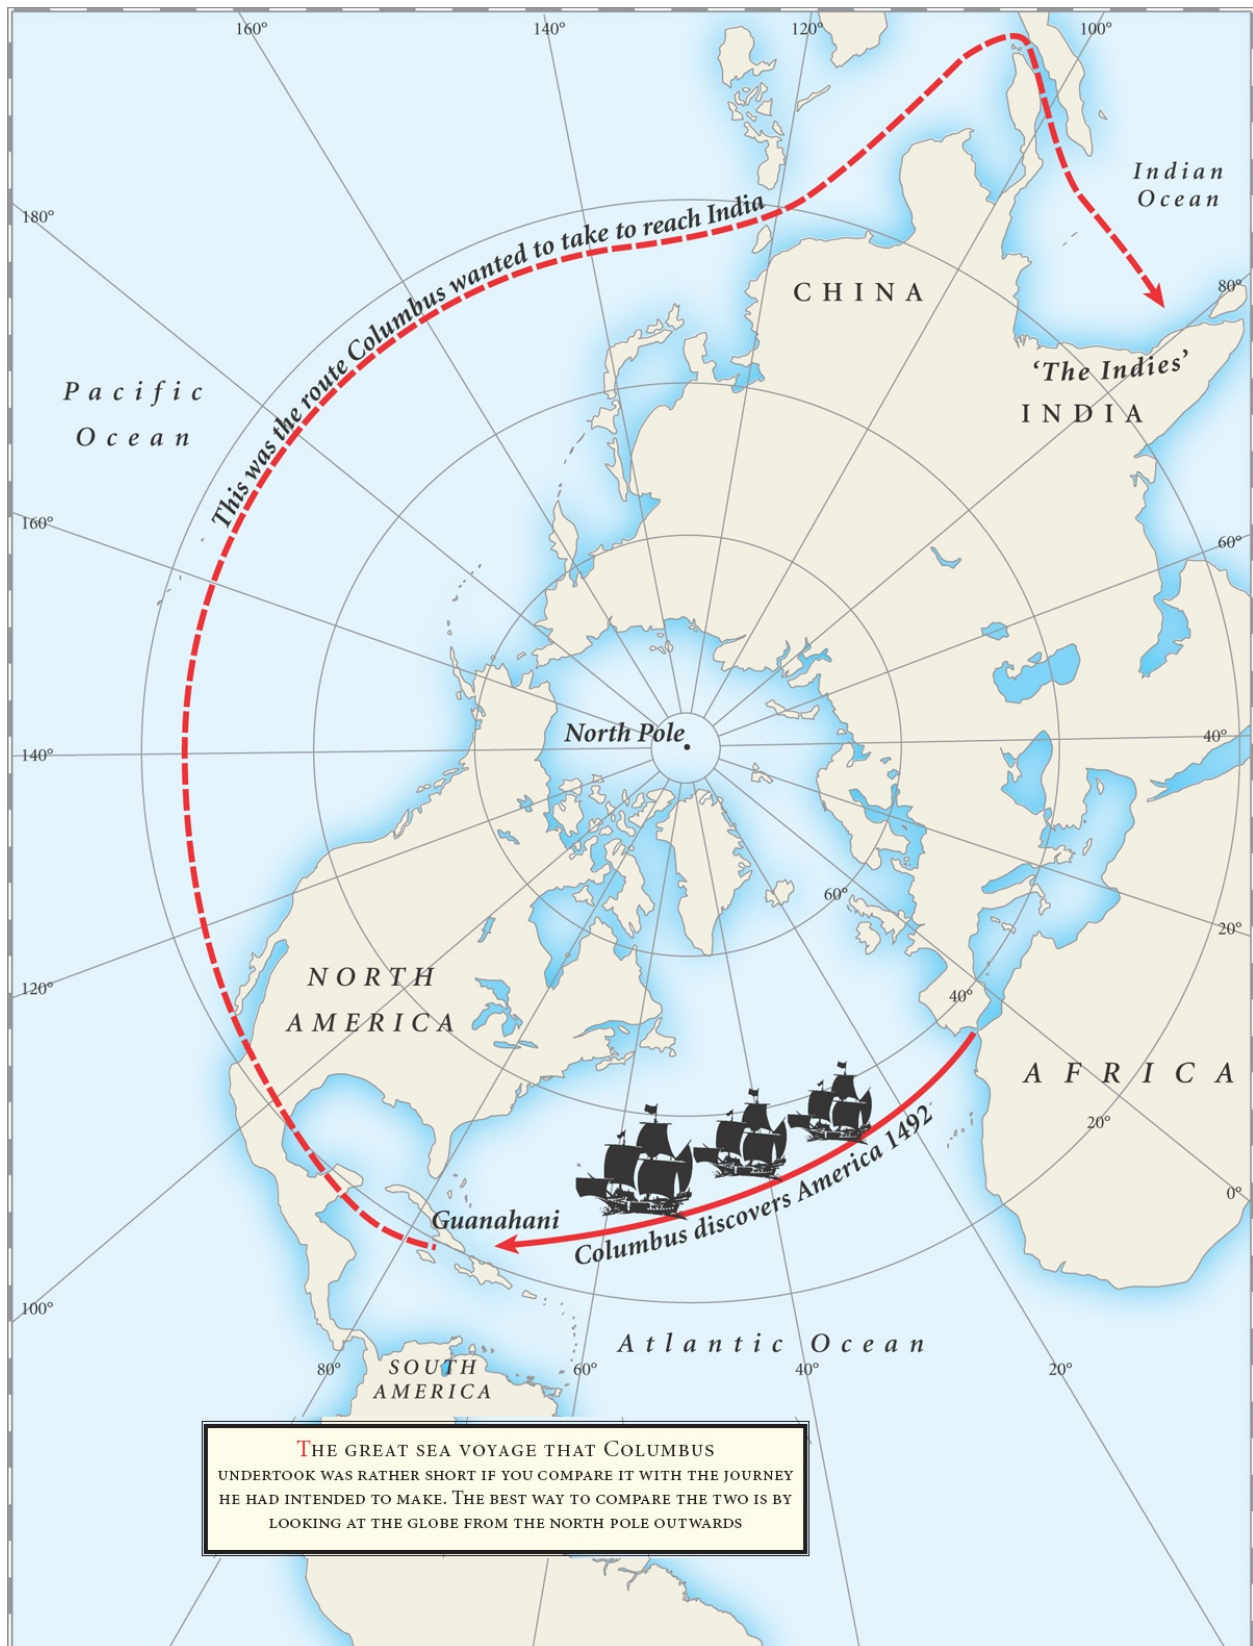 160°
140°
120°
100°
Indian
Ocean
180°
This was the route Columbus wanted to take to reach India
CHINA
80°
'The Indies'
INDIA
Pacific
Ocean
160°
60°
North Pole
140°
40°
60°
20°
NORTH
AMERICA
120°
40°
AFRICA
20°
0°
Guanahani
Columbus discovers America 1492
100°
Atlantic Ocean
80°
SOUTH
AMERICA
60°
40°
20°
The great sea voyage that Columbus
undertook was rather short if you compare it with the journey
he had intended to make. The best way to compare the two is by
looking at the globe from the north pole outwards